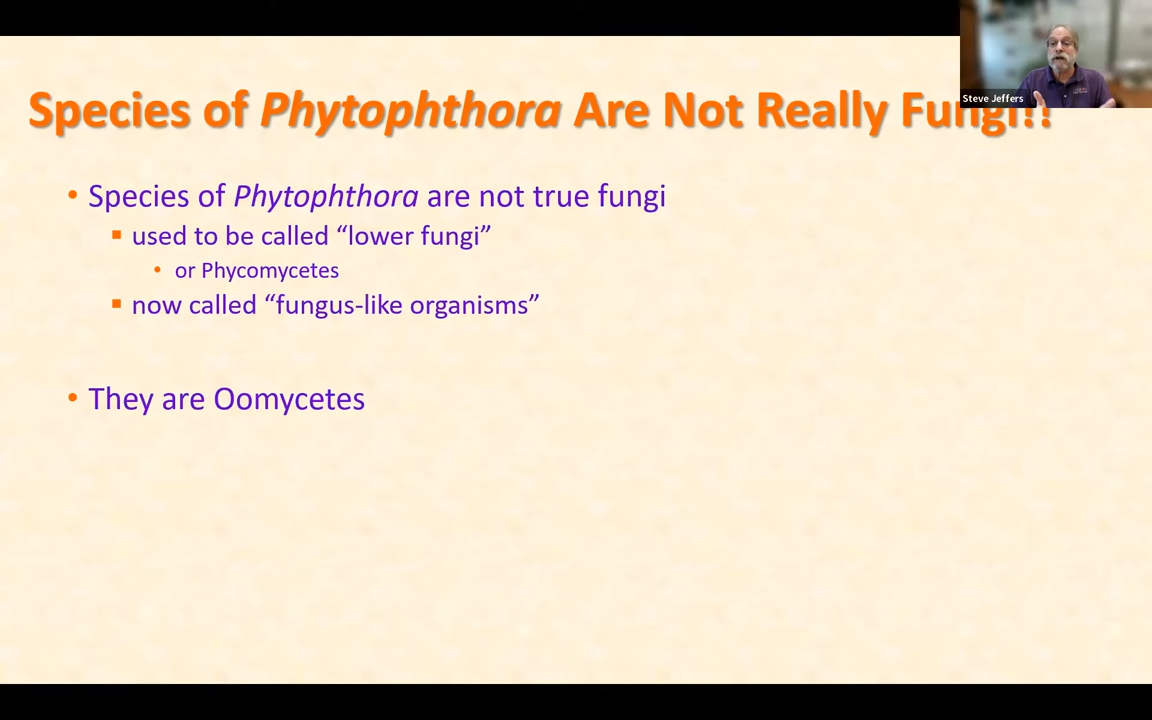 Steve Jeffers
Species of Phytophthora Are Not Really Fungi!!
• Species of Phytophthora are not true fungi
▪ used to be called “lower fungi”
• or Phycomycetes
▪ now called “fungus-like organisms”
• They are Oomycetes